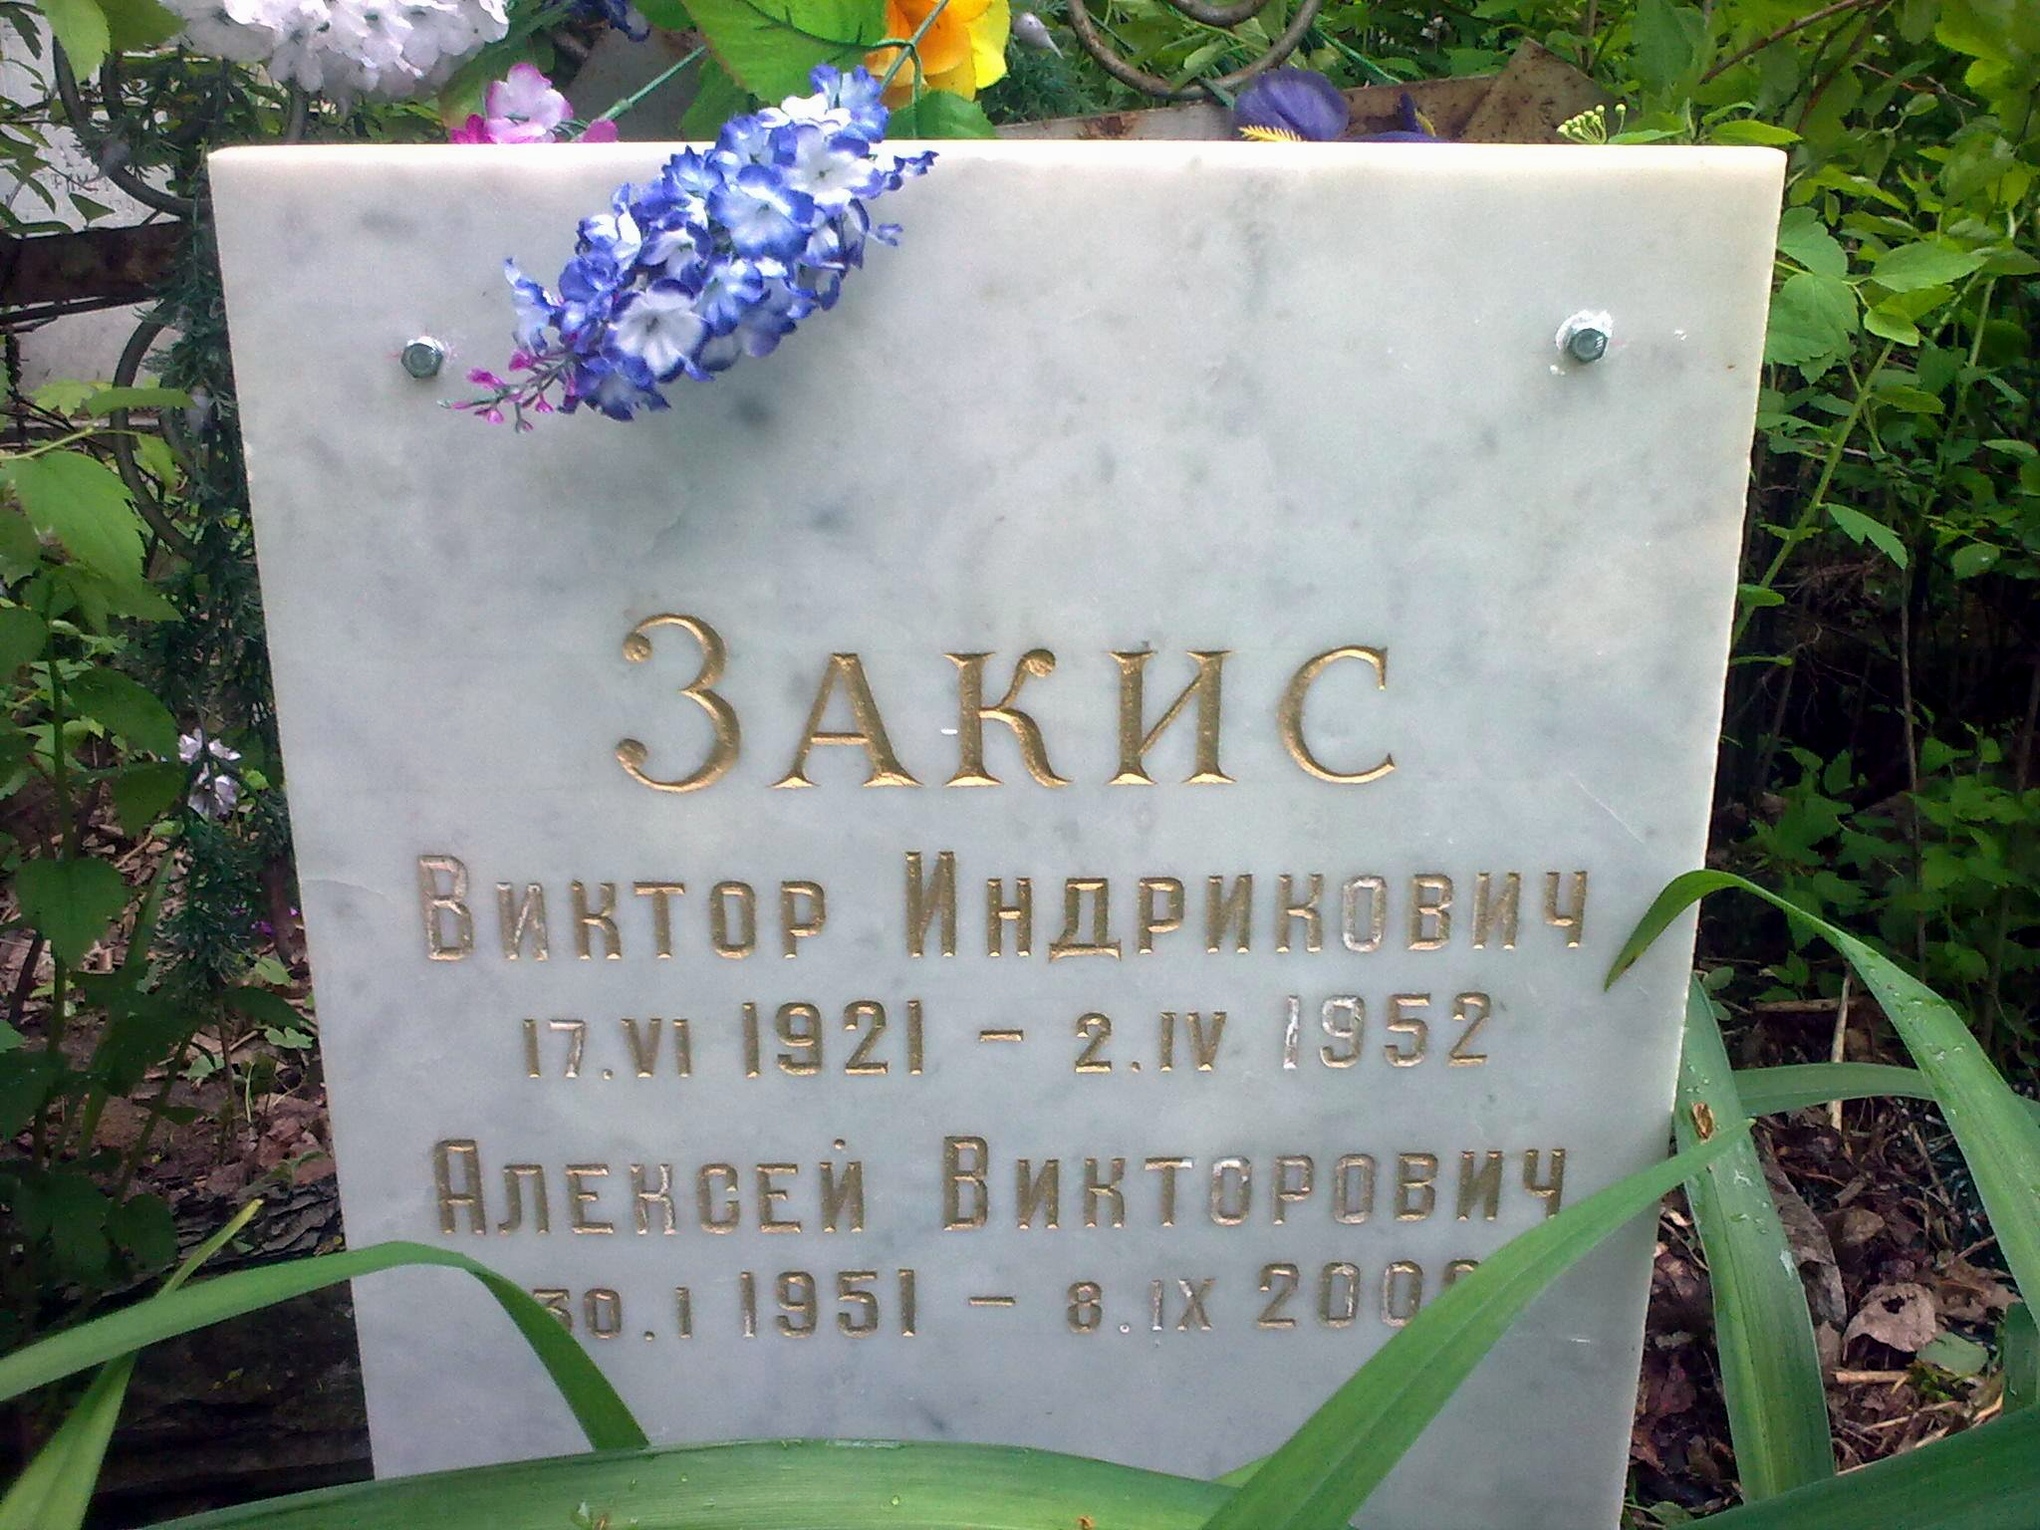 Закис
Виктор Индрикович
17.VI 1921 - 2.IV 1952
Алексей Викторович
30.I 1951 - 8.IX